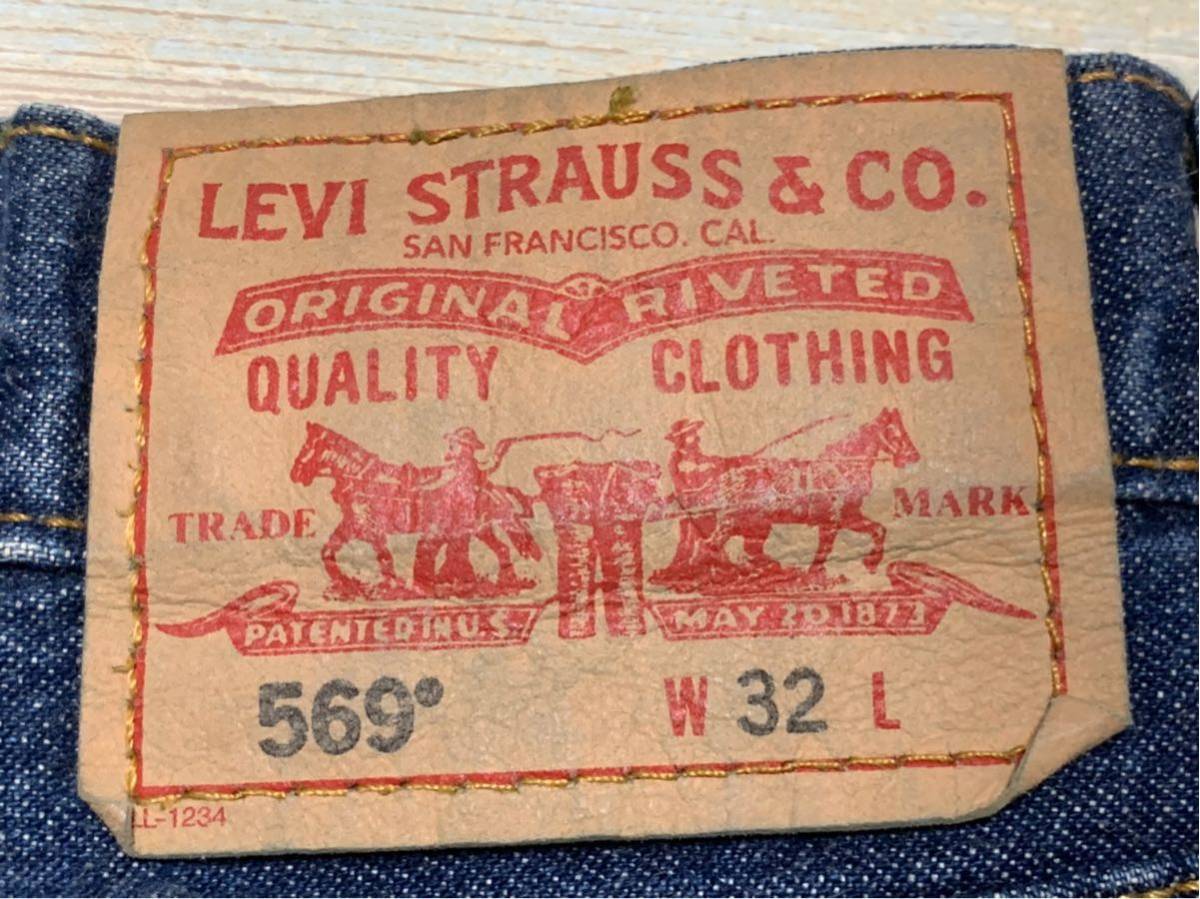 LEVI STRAUSS & CO.
SAN FRANCISCO. CAL.
ORIGINAL RIVETED
QUALITY CLOTHING
TRADE MARK
PATENTED IN U.S. MAY 20 1873
569® W 32 L
LL-1234